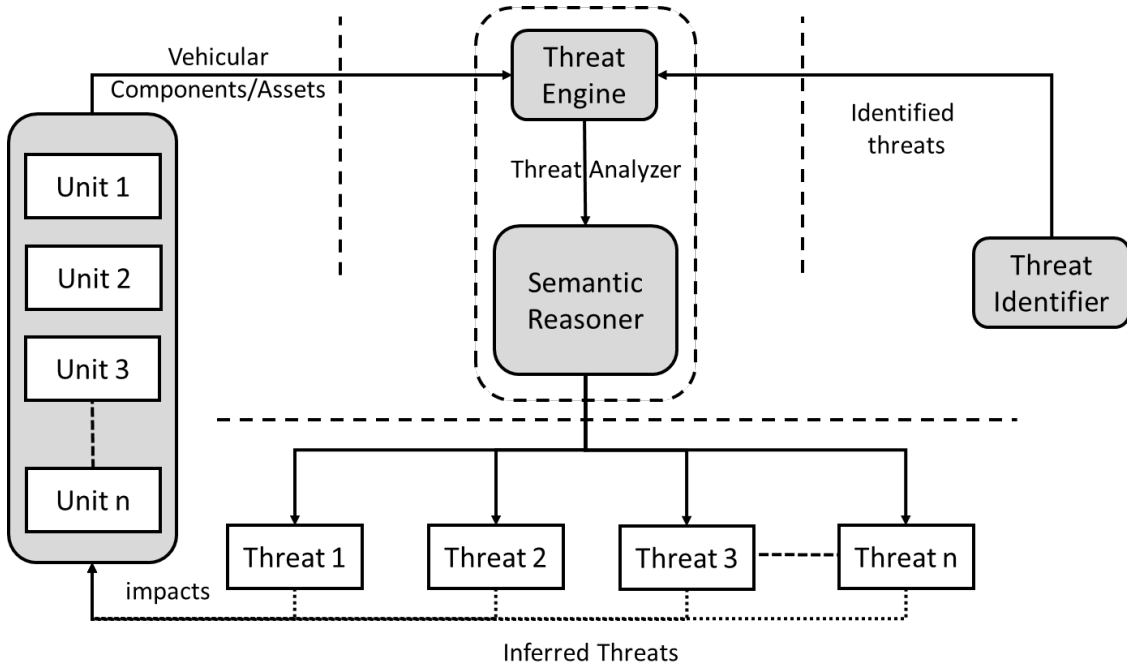 Vehicular
Components/Assets
Threat
Engine
Identified
threats
Threat Analyzer
Unit 1
Unit 2
Unit 3
Unit n
Semantic
Reasoner
Threat
Identifier
Threat 1
Threat 2
Threat 3
Threat n
impacts
Inferred Threats